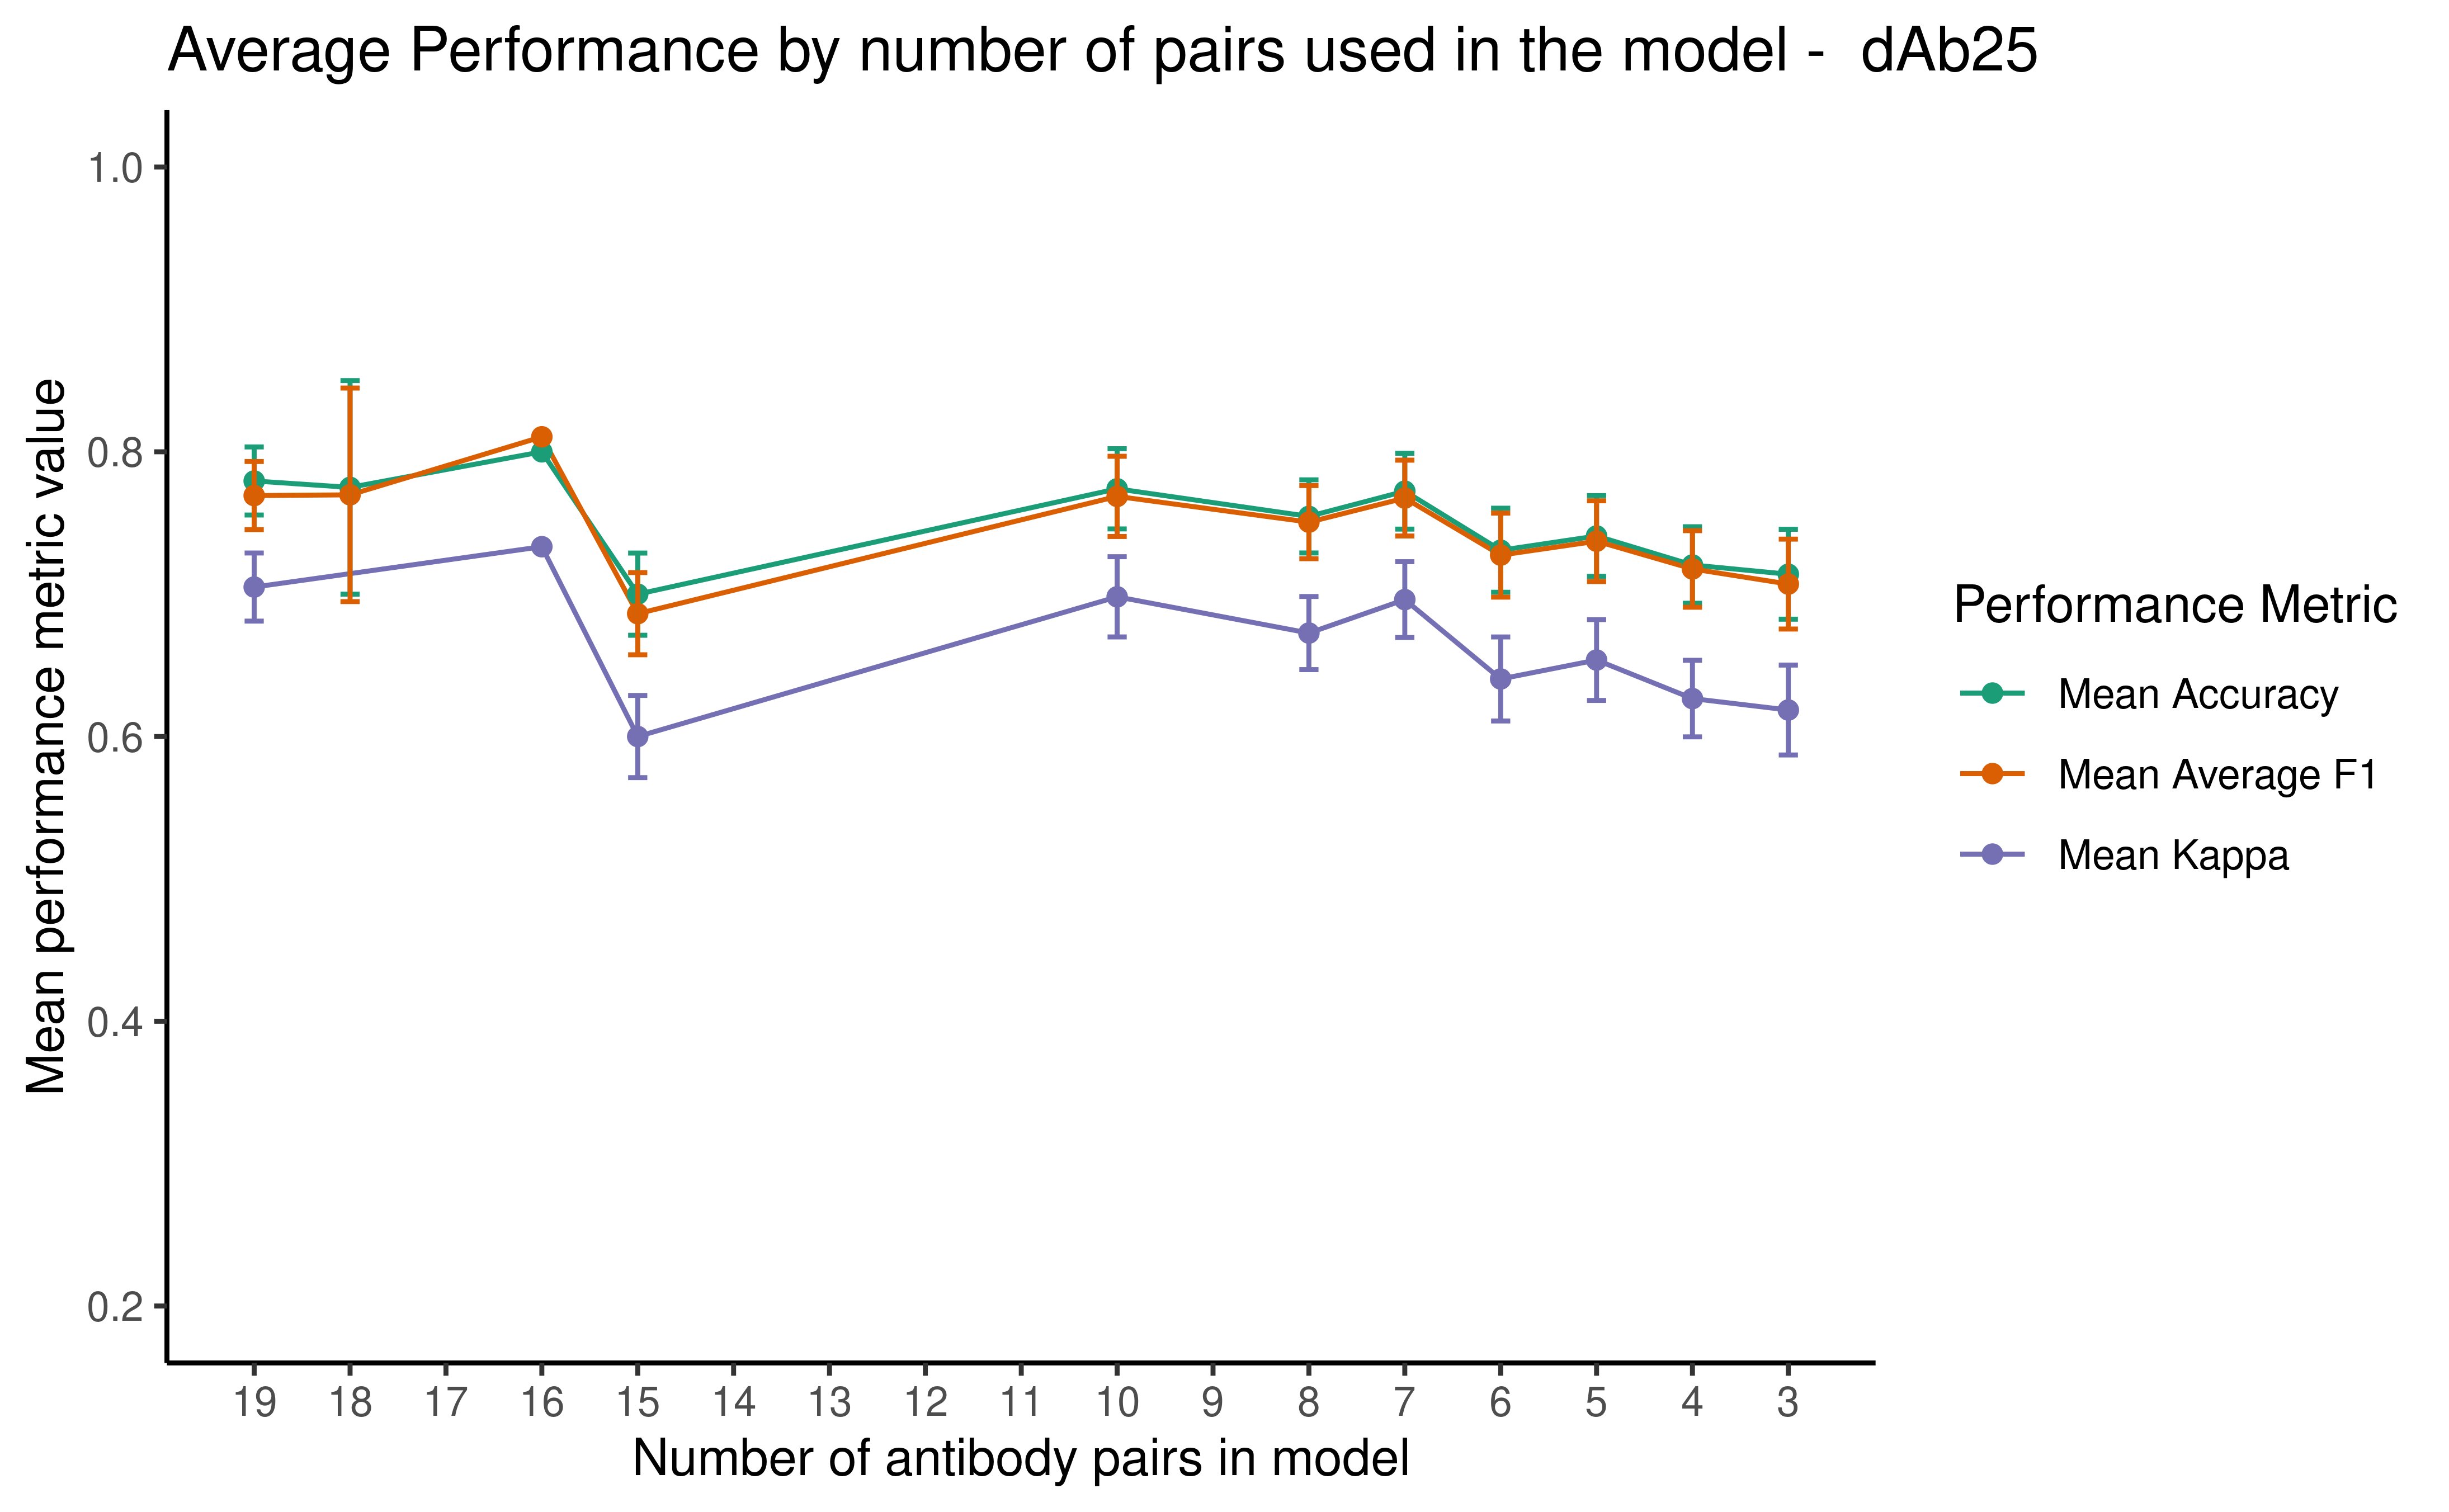 Average Performance by number of pairs used in the model -  dAb25
Mean performance metric value
1.0
0.8
0.6
0.4
0.2
19 18 17 16 15 14 13 12 11 10 9 8 7 6 5 4 3
Number of antibody pairs in model
Performance Metric
Mean Accuracy
Mean Average F1
Mean Kappa